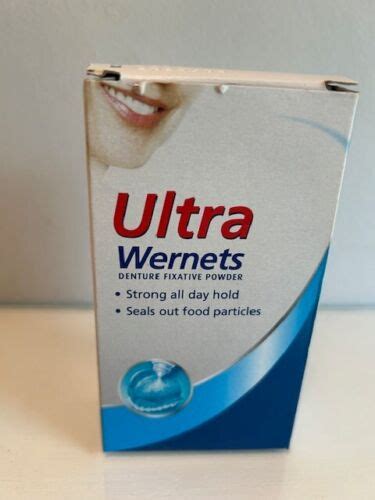 Ultra
Wernets
DENTURE FIXATIVE POWDER
• Strong all day hold
• Seals out food particles